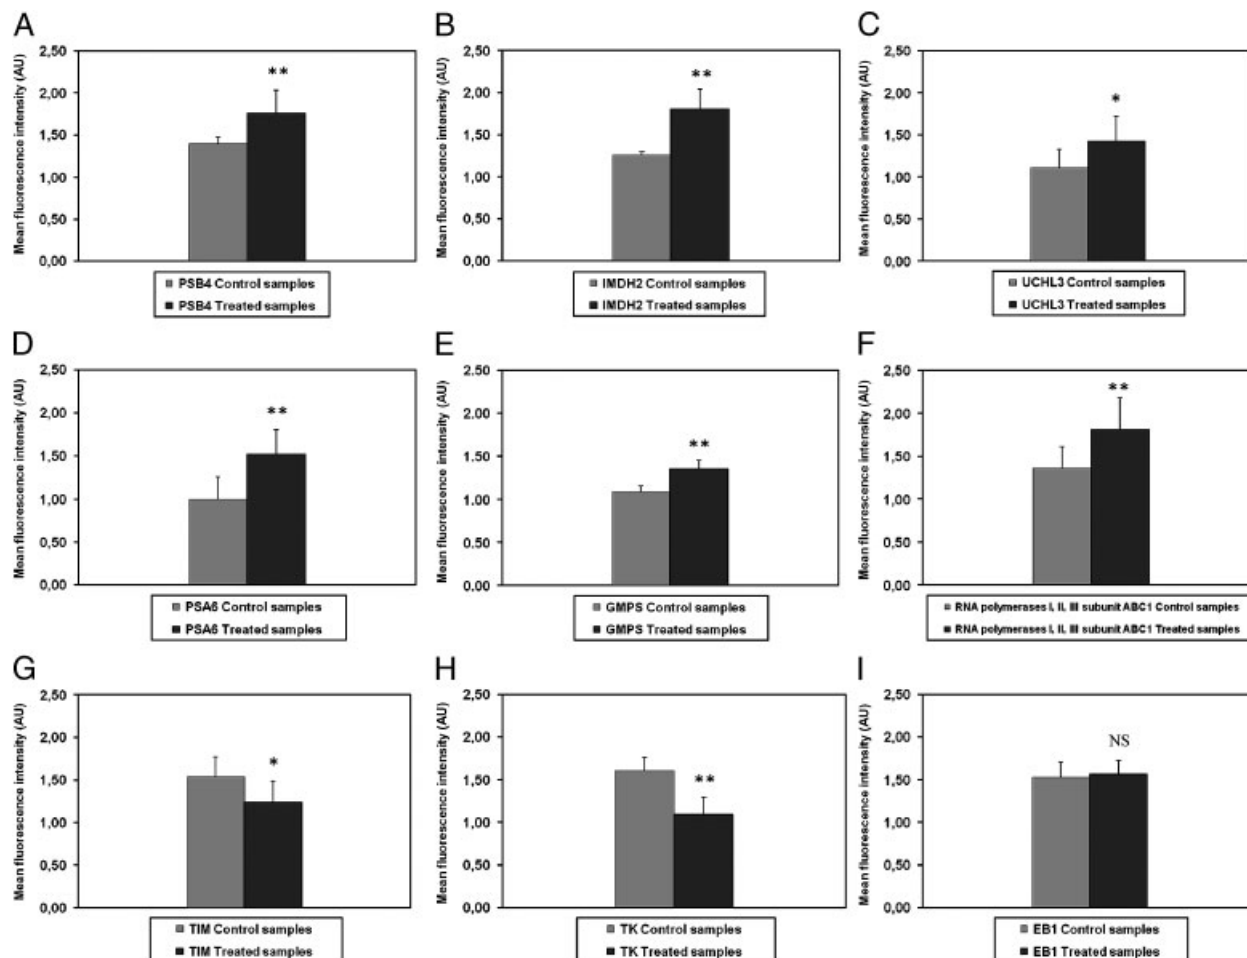 A
Mean fluorescence intensity (AU)
2,50
2,00
1,50
1,00
0,50
0,00
**
PSB4 Control samples
PSB4 Treated samples
B
Mean fluorescence intensity (AU)
2,50
2,00
1,50
1,00
0,50
0,00
**
IMDH2 Control samples
IMDH2 Treated samples
C
Mean fluorescence intensity (AU)
2,50
2,00
1,50
1,00
0,50
0,00
*
UCHL3 Control samples
UCHL3 Treated samples
D
Mean fluorescence intensity (AU)
2,50
2,00
1,50
1,00
0,50
0,00
**
PSA6 Control samples
PSA6 Treated samples
E
Mean fluorescence intensity (AU)
2,50
2,00
1,50
1,00
0,50
0,00
**
GMPS Control samples
GMPS Treated samples
F
Mean fluorescence intensity (AU)
2,50
2,00
1,50
1,00
0,50
0,00
**
RNA polymerases I, II, III subunit ABC1 Control samples
RNA polymerases I, II, III subunit ABC1 Treated samples
G
Mean fluorescence intensity (AU)
2,50
2,00
1,50
1,00
0,50
0,00
*
TIM Control samples
TIM Treated samples
H
Mean fluorescence intensity (AU)
2,50
2,00
1,50
1,00
0,50
0,00
**
TK Control samples
TK Treated samples
I
Mean fluorescence intensity (AU)
2,50
2,00
1,50
1,00
0,50
0,00
NS
EB1 Control samples
EB1 Treated samples